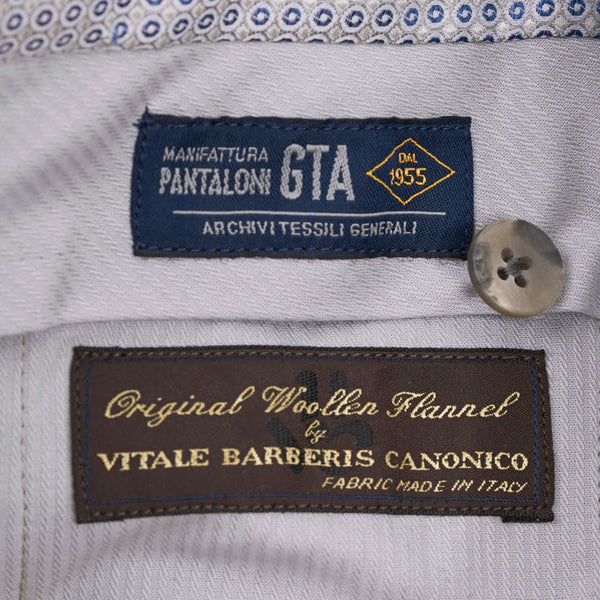 MANIFATTURA
PANTALONI GTA
DAL
1955
ARCHIVI TESSILI GENERALI
Original Woollen Flannel
by
VITALE BARBERIS CANONICO
FABRIC MADE IN ITALY